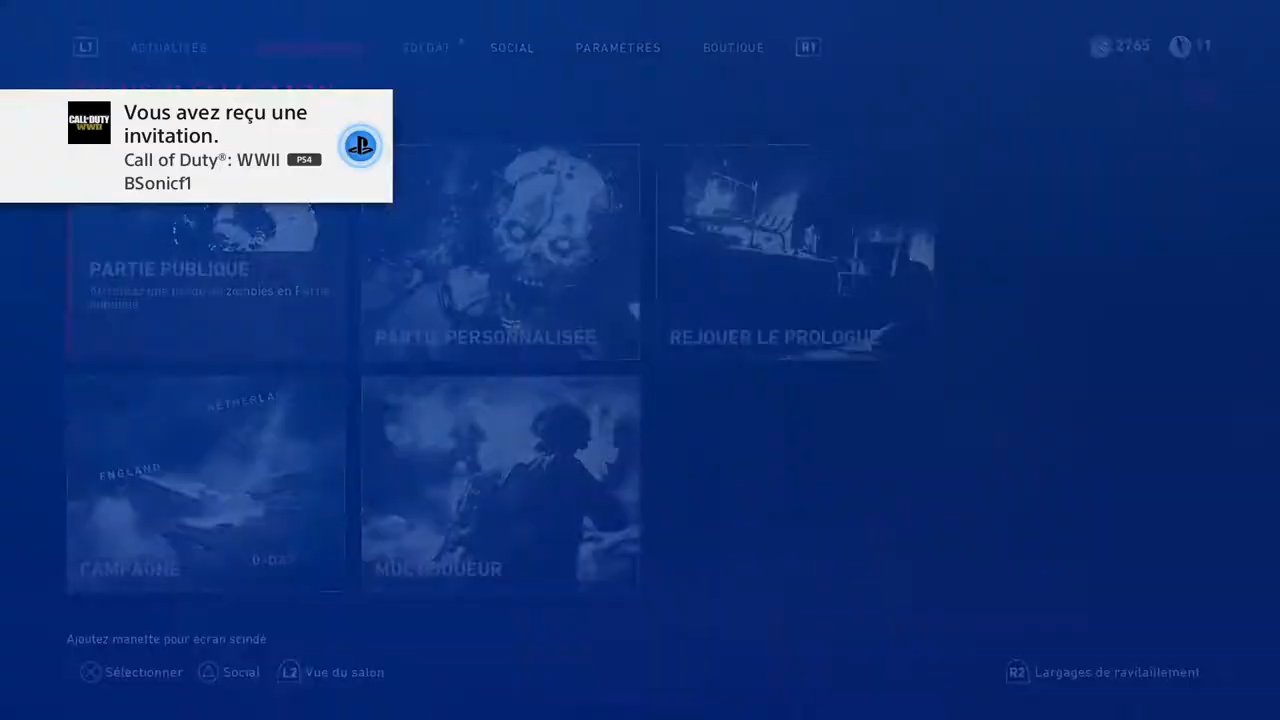 L1 ACTUALITÉS SOLDAT SOCIAL PARAMÈTRES BOUTIQUE R1 2765 11
CALL·DUTY
WWII
Vous avez reçu une
invitation.
Call of Duty®: WWII PS4
BSonicf1
PARTIE PUBLIQUE
zombies en
PARTIE PERSONNALISÉE
REJOUER LE PROLOGUE
ENGLAND
D-DAY
CAMPAGNE
MULTIJOUEUR
Ajoutez manette pour écran scindé
Sélectionner Social L2 Vue du salon R2 Largages de ravitaillement